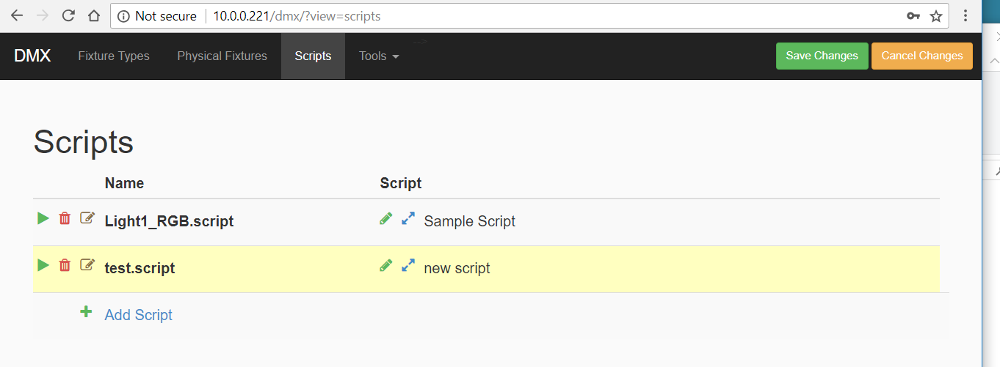 Not secure 10.0.0.221/dmx/?view=scripts
DMX Fixture Types Physical Fixtures Scripts Tools Save Changes Cancel Changes
Scripts
Name Script
Light1_RGB.script Sample Script
test.script new script
Add Script